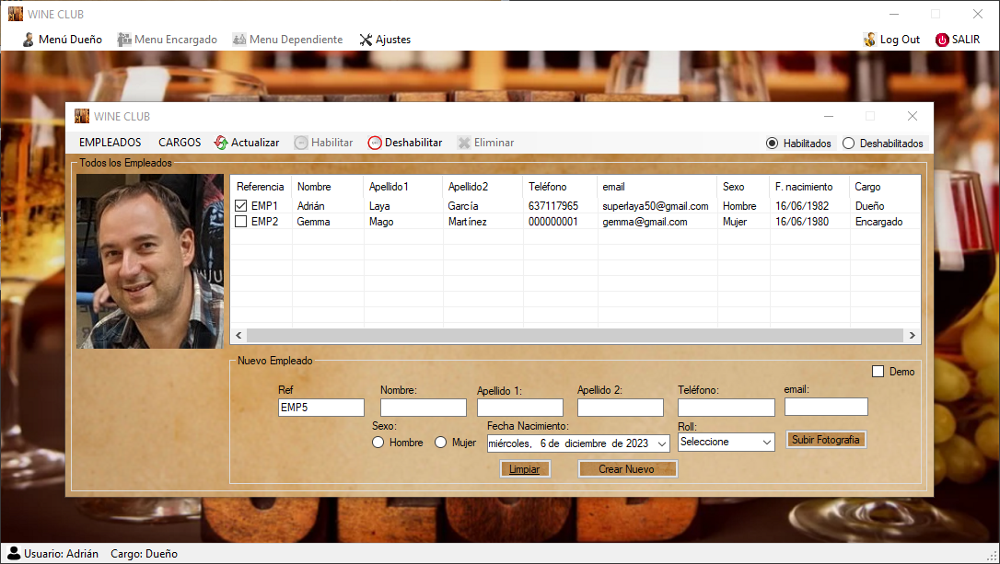 WINE CLUB
Menú Dueño Menu Encargado Menu Dependiente Ajustes Log Out SALIR
WINE CLUB
EMPLEADOS CARGOS Actualizar Habilitar Deshabilitar Eliminar Habilitados Deshabilitados
Todos los Empleados
Referencia Nombre Apellido1 Apellido2 Teléfono email Sexo F. nacimiento Cargo
EMP1 Adrián Laya García 637117965 superlaya50@gmail.com Hombre 16/06/1982 Dueño
EMP2 Gemma Mago Martínez 000000001 gemma@gmail.com Mujer 16/06/1980 Encargado
Nuevo Empleado
Demo
Ref Nombre: Apellido 1: Apellido 2: Teléfono: email:
EMP5
Sexo: Fecha Nacimiento: Roll:
Hombre Mujer miércoles, 6 de diciembre de 2023 Seleccione Subir Fotografia
Limpiar Crear Nuevo
Usuario: Adrián Cargo: Dueño